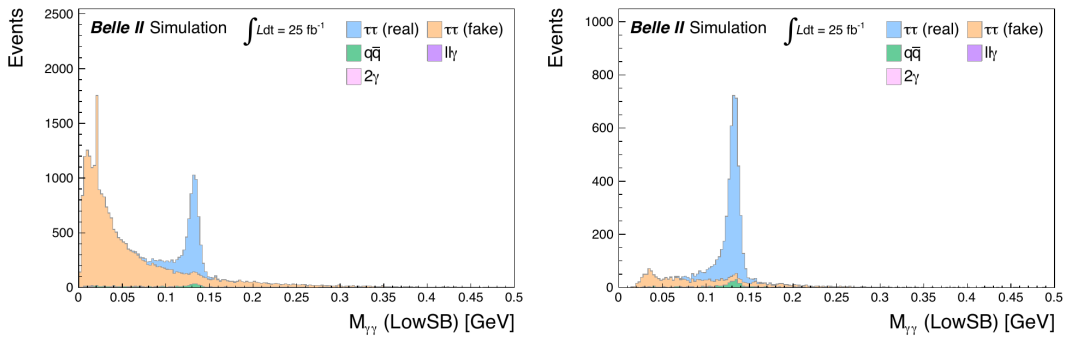 Events
2500
2000
1500
1000
500
0
Belle II Simulation
∫Ldt = 25 fb⁻¹
ττ (real)
ττ (fake)
qq̅
llγ
2γ
0 0.05 0.1 0.15 0.2 0.25 0.3 0.35 0.4 0.45 0.5
Mγγ (LowSB) [GeV]
Events
1000
800
600
400
200
0
Belle II Simulation
∫Ldt = 25 fb⁻¹
ττ (real)
ττ (fake)
qq̅
llγ
2γ
0 0.05 0.1 0.15 0.2 0.25 0.3 0.35 0.4 0.45 0.5
Mγγ (LowSB) [GeV]